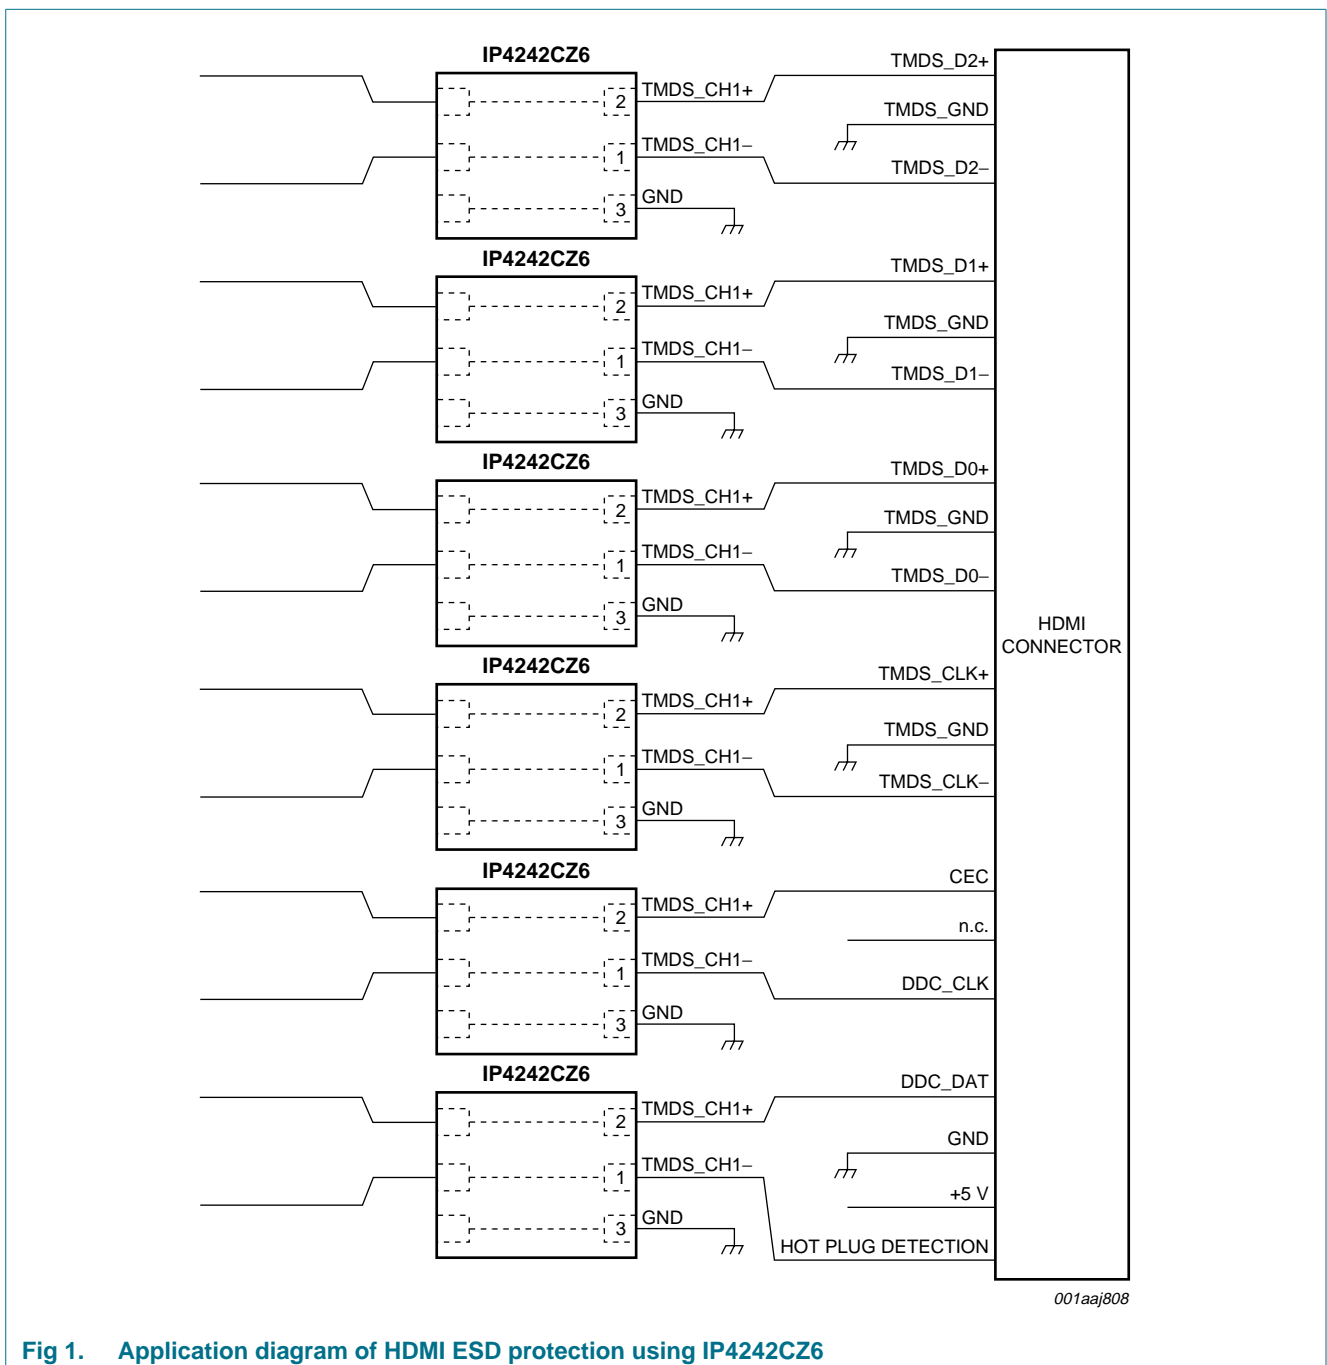 IP4242CZ6
TMDS_D2+
2 TMDS_CH1+
TMDS_GND
1 TMDS_CH1−
TMDS_D2−
3 GND
IP4242CZ6
TMDS_D1+
2 TMDS_CH1+
TMDS_GND
1 TMDS_CH1−
TMDS_D1−
3 GND
IP4242CZ6
TMDS_D0+
2 TMDS_CH1+
TMDS_GND
1 TMDS_CH1−
TMDS_D0−
3 GND
HDMI
CONNECTOR
IP4242CZ6
TMDS_CLK+
2 TMDS_CH1+
TMDS_GND
1 TMDS_CH1−
TMDS_CLK−
3 GND
IP4242CZ6
CEC
2 TMDS_CH1+
n.c.
1 TMDS_CH1−
DDC_CLK
3 GND
IP4242CZ6
DDC_DAT
2 TMDS_CH1+
GND
1 TMDS_CH1−
+5 V
3 GND
HOT PLUG DETECTION
001aaj808
Fig 1. Application diagram of HDMI ESD protection using IP4242CZ6